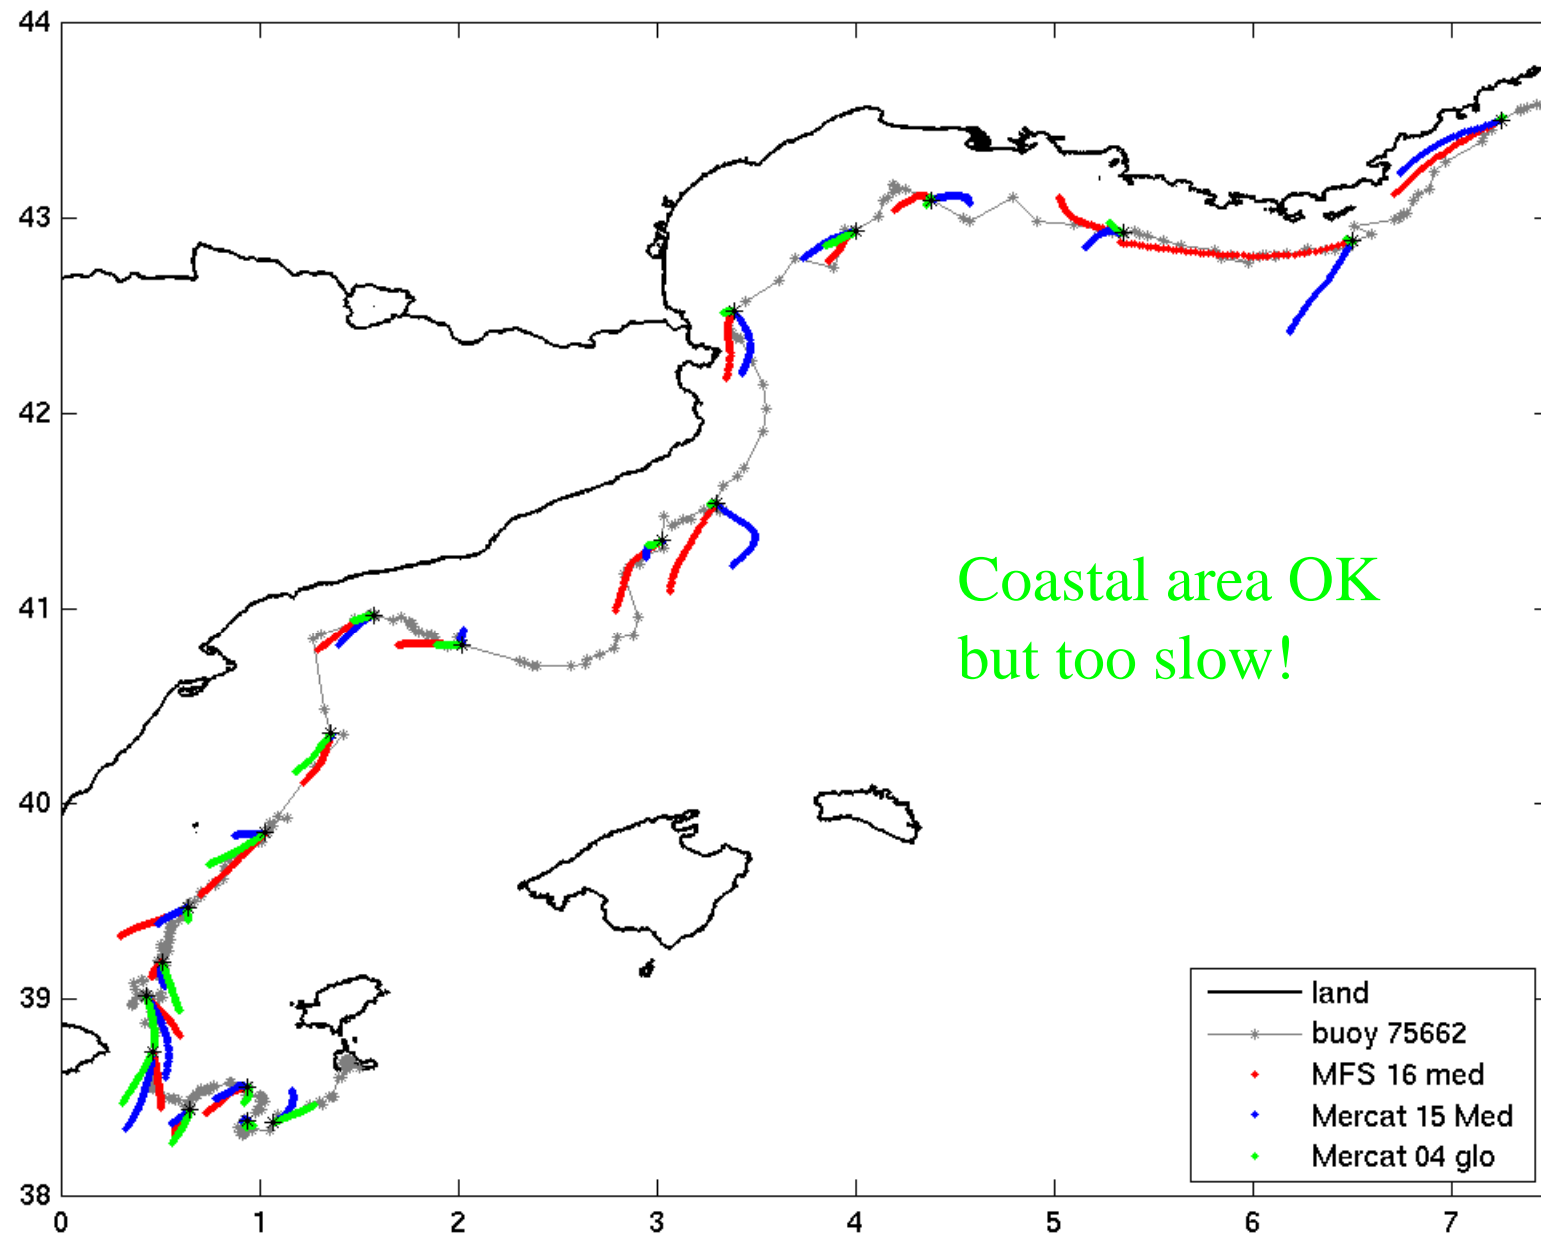 44
43
42
41
40
39
38
0 1 2 3 4 5 6 7
Coastal area OK
but too slow!
land
buoy 75662
MFS 16 med
Mercat 15 Med
Mercat 04 glo